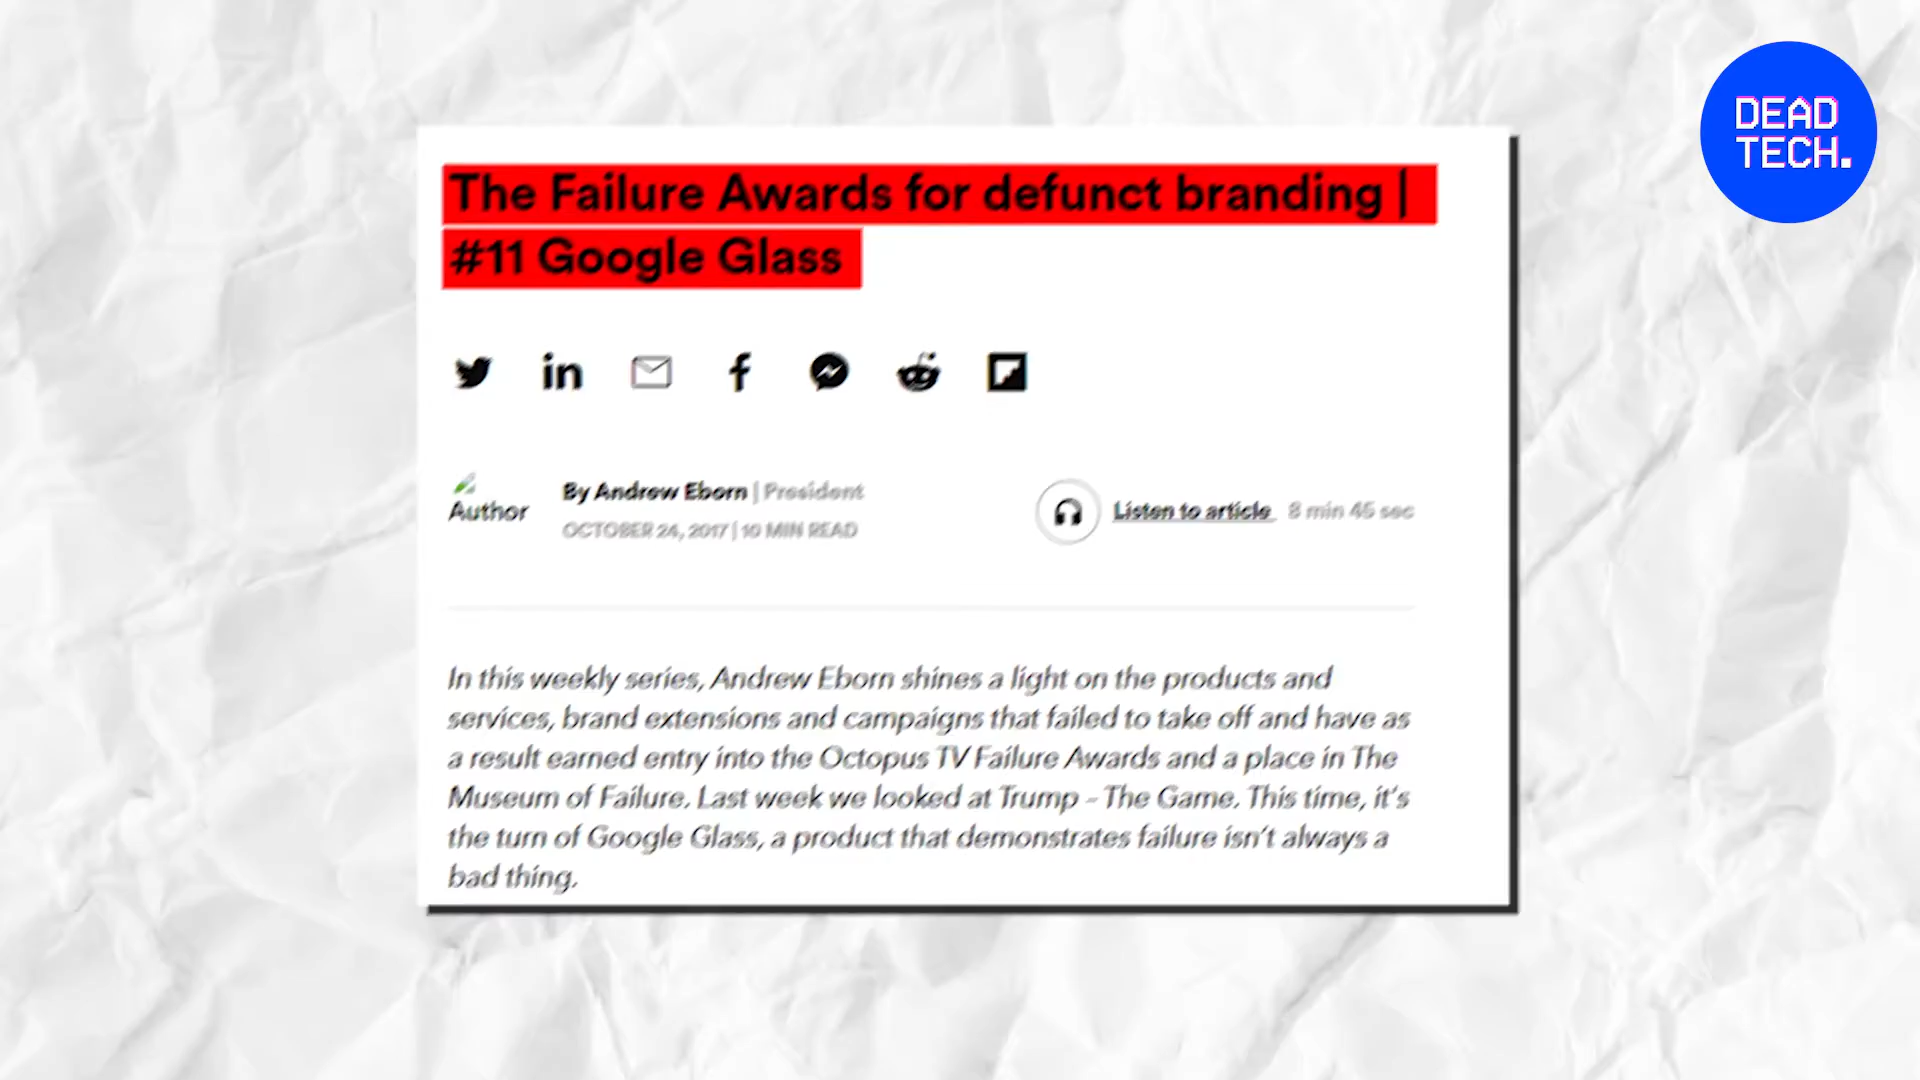 DEAD
TECH.
The Failure Awards for defunct branding |
#11 Google Glass
Author
By Andrew Eborn | President
OCTOBER 24, 2017 | 10 MIN READ
Listen to article 8 min 45 sec
In this weekly series, Andrew Eborn shines a light on the products and
services, brand extensions and campaigns that failed to take off and have as
a result earned entry into the Octopus TV Failure Awards and a place in The
Museum of Failure. Last week we looked at Trump - The Game. This time, it's
the turn of Google Glass, a product that demonstrates failure isn't always a
bad thing.